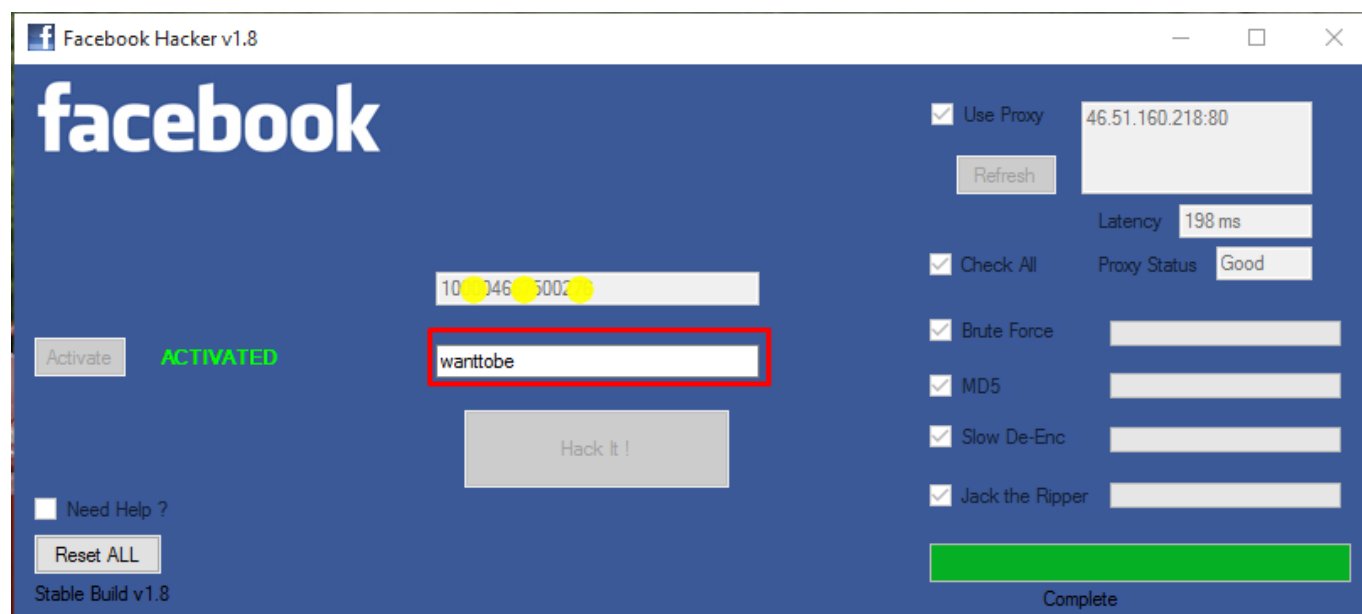 Facebook Hacker v1.8
facebook
Use Proxy
46.51.160.218:80
Refresh
Latency
198 ms
Check All
Proxy Status
Good
Activate
ACTIVATED
wanttobe
Brute Force
MD5
Hack It !
Slow De-Enc
Jack the Ripper
Need Help ?
Reset ALL
Stable Build v1.8
Complete